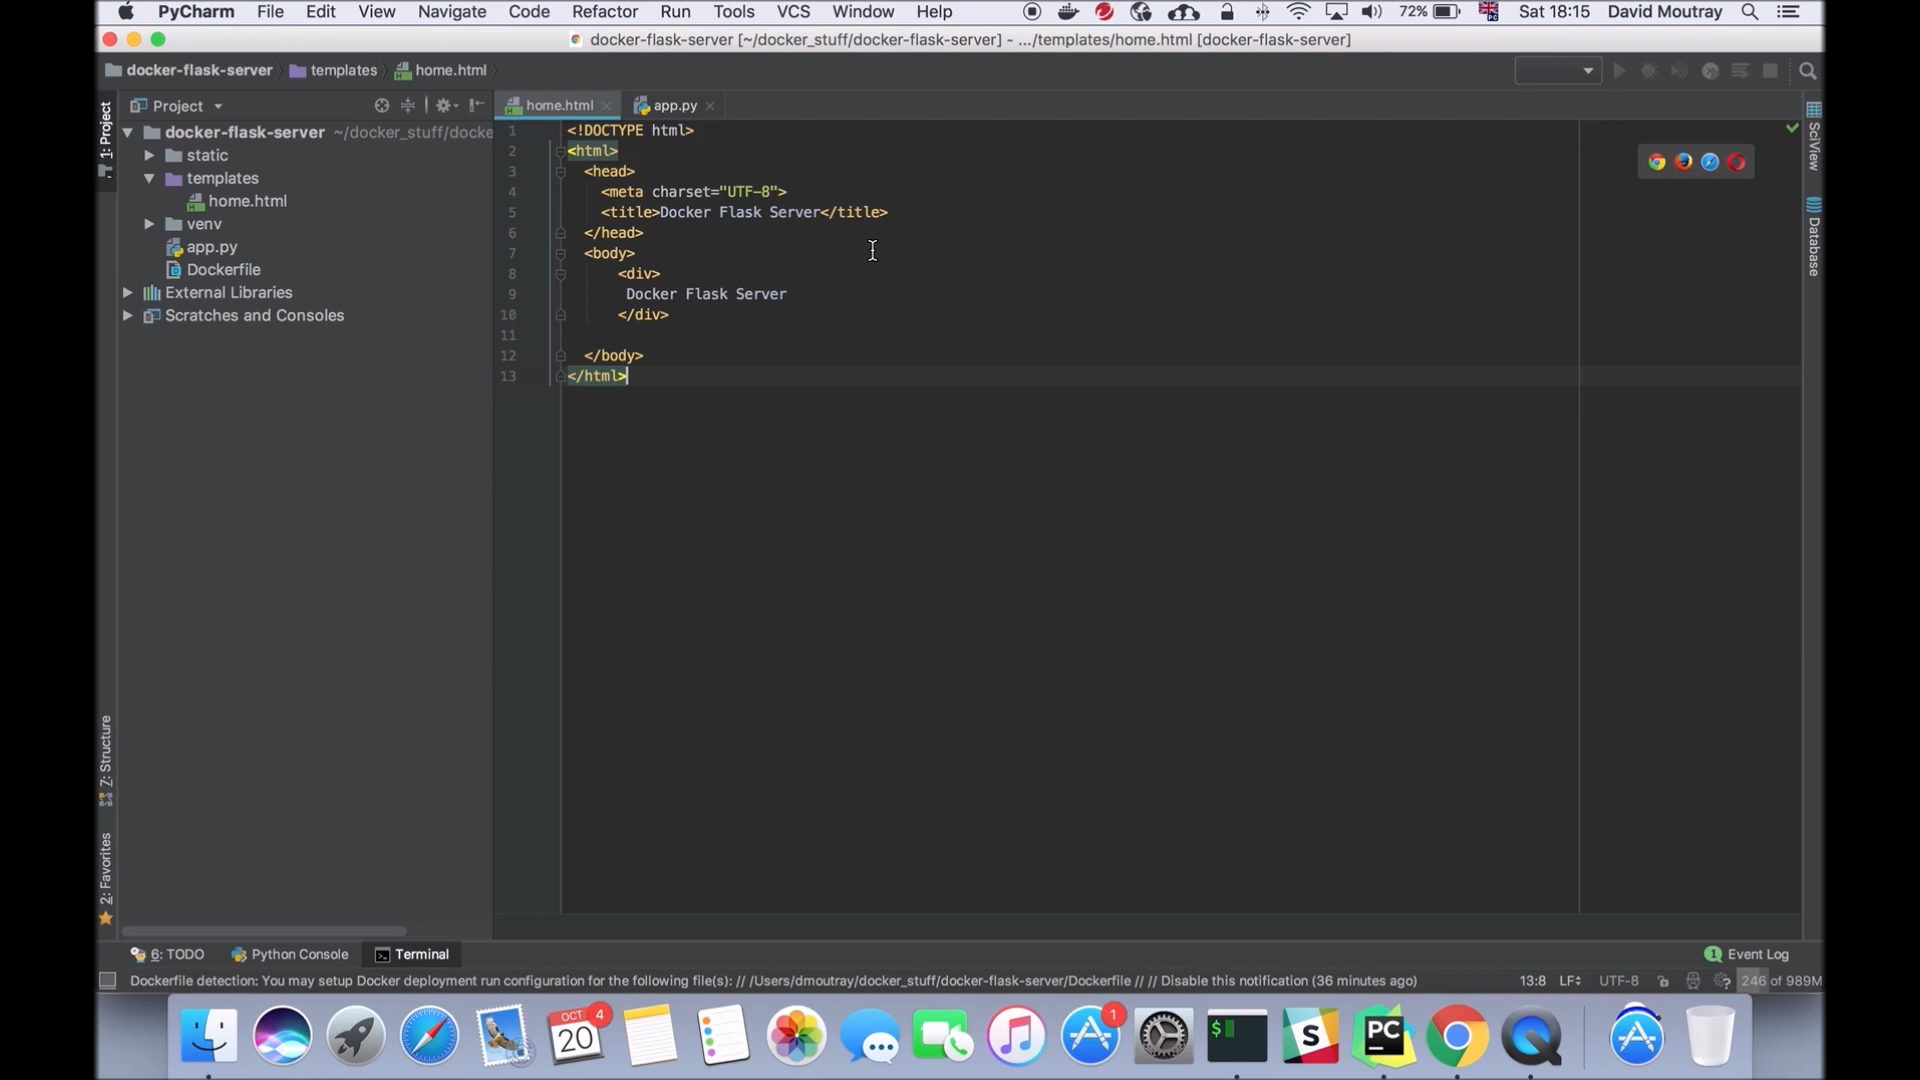 PyCharm File Edit View Navigate Code Refactor Run Tools VCS Window Help 72% Sat 18:15 David Moutray
docker-flask-server [~/docker_stuff/docker-flask-server] - .../templates/home.html [docker-flask-server]
docker-flask-server templates home.html
1: Project
Project
home.html app.py
docker-flask-server ~/docker_stuff/docke
static
templates
home.html
venv
app.py
Dockerfile
External Libraries
Scratches and Consoles
1 <!DOCTYPE html>
2 <html>
3 <head>
4 <meta charset="UTF-8">
5 <title>Docker Flask Server</title>
6 </head>
7 <body>
8 <div>
9 Docker Flask Server
10 </div>
11
12 </body>
13 </html>
SciView
Database
7: Structure
2: Favorites
6: TODO Python Console Terminal 1 Event Log
Dockerfile detection: You may setup Docker deployment run configuration for the following file(s): // /Users/dmoutray/docker_stuff/docker-flask-server/Dockerfile // // Disable this notification (36 minutes ago) 13:8 LF UTF-8 246 of 989M
OCT 20 4
1
$
S
PC